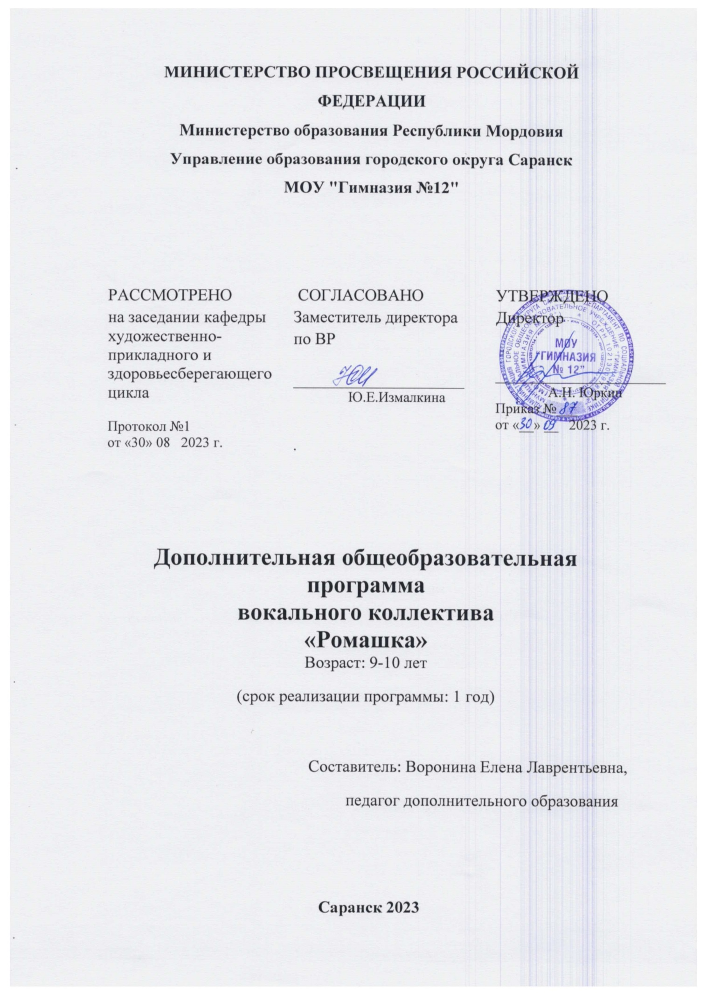 МИНИСТЕРСТВО ПРОСВЕЩЕНИЯ РОССИЙСКОЙ
ФЕДЕРАЦИИ
Министерство образования Республики Мордовия
Управление образования городского округа Саранск
МОУ "Гимназия №12"
РАССМОТРЕНО
на заседании кафедры
художественно-
прикладного и
здоровьесберегающего
цикла
Протокол №1
от «30» 08 2023 г.
СОГЛАСОВАНО
Заместитель директора
по ВР
Ю.Е.Измалкина
УТВЕРЖДЕНО
Директор
МОУ
"ГИМНАЗИЯ
№ 12"
А.Н. Юркин
Приказ № 87
от «30» 09 2023 г.
Дополнительная общеобразовательная
программа
вокального коллектива
«Ромашка»
Возраст: 9-10 лет
(срок реализации программы: 1 год)
Составитель: Воронина Елена Лаврентьевна,
педагог дополнительного образования
Саранск 2023